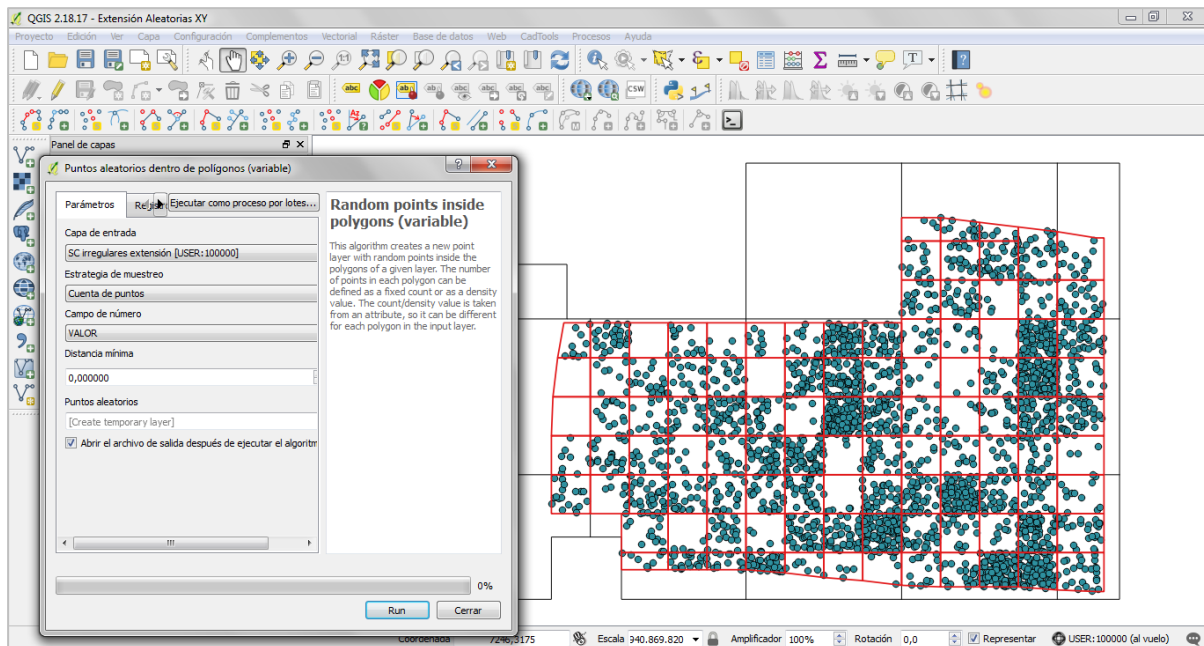 QGIS 2.18.17 - Extensión Aleatorias XY
Proyecto Edición Ver Capa Configuración Complementos Vectorial Ráster Base de datos Web CadTools Procesos Ayuda
Panel de capas
Puntos aleatorios dentro de polígonos (variable)
Parámetros
Ejecutar como proceso por lotes...
Capa de entrada
SC irregulares extensión [USER:100000]
Estrategia de muestreo
Cuenta de puntos
Campo de número
VALOR
Distancia mínima
0,000000
Puntos aleatorios
[Create temporary layer]
Abrir el archivo de salida después de ejecutar el algoritm
Random points inside
polygons (variable)
This algorithm creates a new point
layer with random points inside the
polygons of a given layer. The number
of points in each polygon can be
defined as a fixed count or as a density
value. The count/density value is taken
from an attribute, so it can be different
for each polygon in the input layer.
0%
Run Cerrar
Coordenada 7246,3175 Escala 940.869.820 Amplificador 100% Rotación 0,0 Representar USER:100000 (al vuelo)